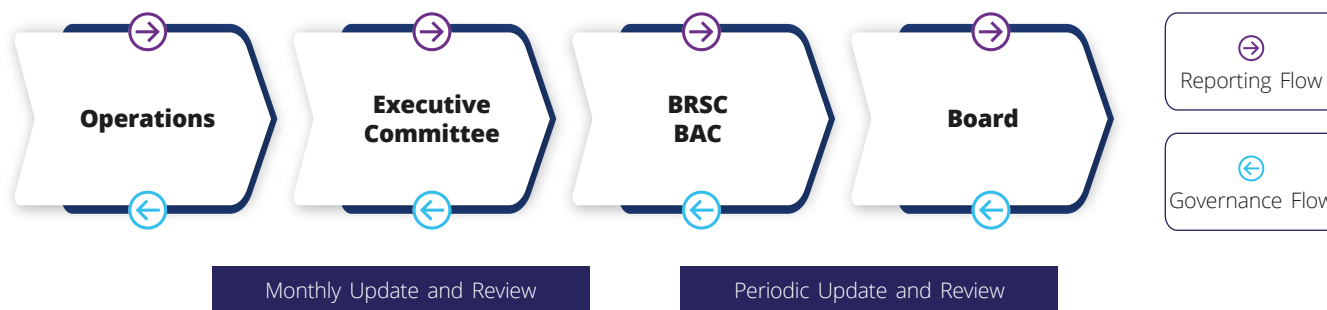 Operations
Executive
Committee
BRSC
BAC
Board
Reporting Flow
Governance Flow
Monthly Update and Review
Periodic Update and Review